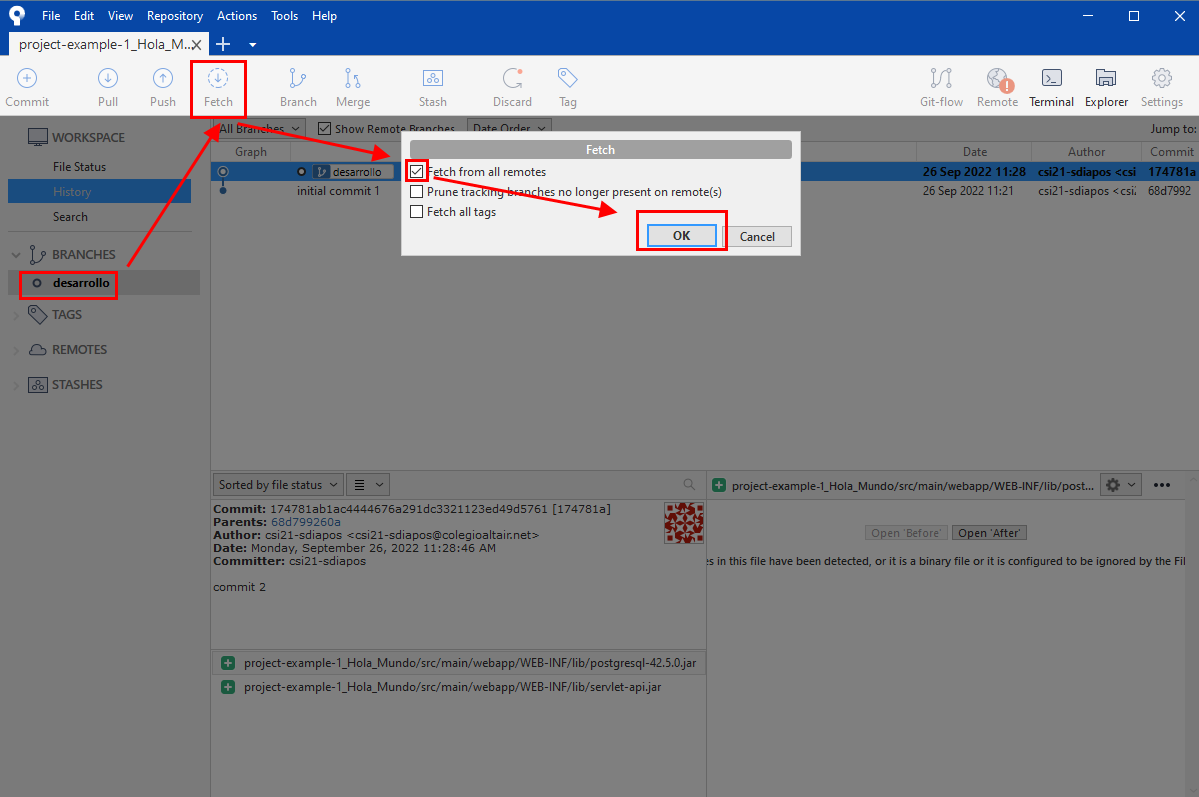 File Edit View Repository Actions Tools Help
project-example-1_Hola_M...
Commit Pull Push Fetch Branch Merge Stash Discard Tag Git-flow Remote Terminal Explorer Settings
WORKSPACE
File Status
History
Search
BRANCHES
desarrollo
TAGS
REMOTES
STASHES
All Branches Show Remote Branches Date Order Jump to:
Graph Date Author Commit
desarrollo 26 Sep 2022 11:28 csi21-sdiapos <csi 174781a
initial commit 1 26 Sep 2022 11:21 csi21-sdiapos <csi 68d7992
Fetch
Fetch from all remotes
Prune tracking branches no longer present on remote(s)
Fetch all tags
OK Cancel
Sorted by file status
Commit: 174781ab1ac4444676a291dc3321123ed49d5761 [174781a]
Parents: 68d799260a
Author: csi21-sdiapos <csi21-sdiapos@colegioaltair.net>
Date: Monday, September 26, 2022 11:28:46 AM
Committer: csi21-sdiapos
commit 2
project-example-1_Hola_Mundo/src/main/webapp/WEB-INF/lib/postgresql-42.5.0.jar
project-example-1_Hola_Mundo/src/main/webapp/WEB-INF/lib/servlet-api.jar
project-example-1_Hola_Mundo/src/main/webapp/WEB-INF/lib/post...
Open 'Before' Open 'After'
es in this file have been detected, or it is a binary file or it is configured to be ignored by the Fil